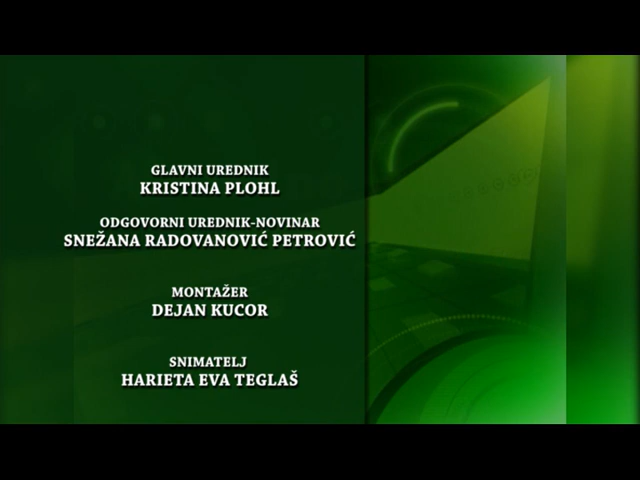 GLAVNI UREDNIK
KRISTINA PLOHL
ODGOVORNI UREDNIK-NOVINAR
SNEŽANA RADOVANOVIĆ PETROVIĆ
MONTAŽER
DEJAN KUCOR
SNIMATELJ
HARIETA EVA TEGLAŠ